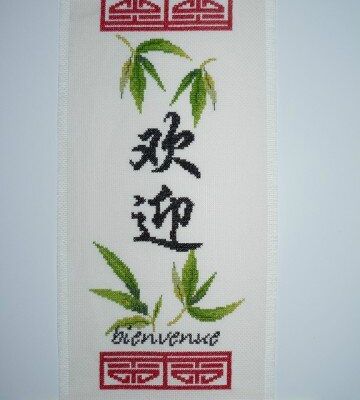 欢
迎
bienvenue